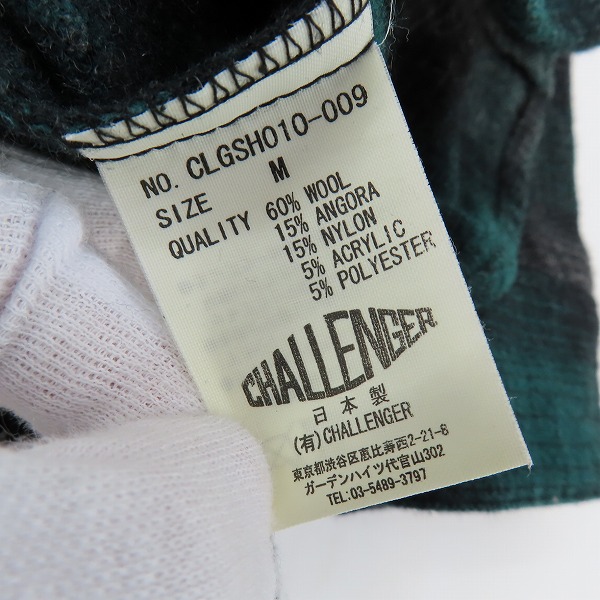 NO. CLGSH010-009
SIZE M
QUALITY 60% WOOL
15% ANGORA
15% NYLON
5% ACRYLIC
5% POLYESTER
CHALLENGER
日本製
(有)CHALLENGER
東京都渋谷区恵比寿西2-21-8
ガーデンハイツ代官山302
TEL:03-5489-3797